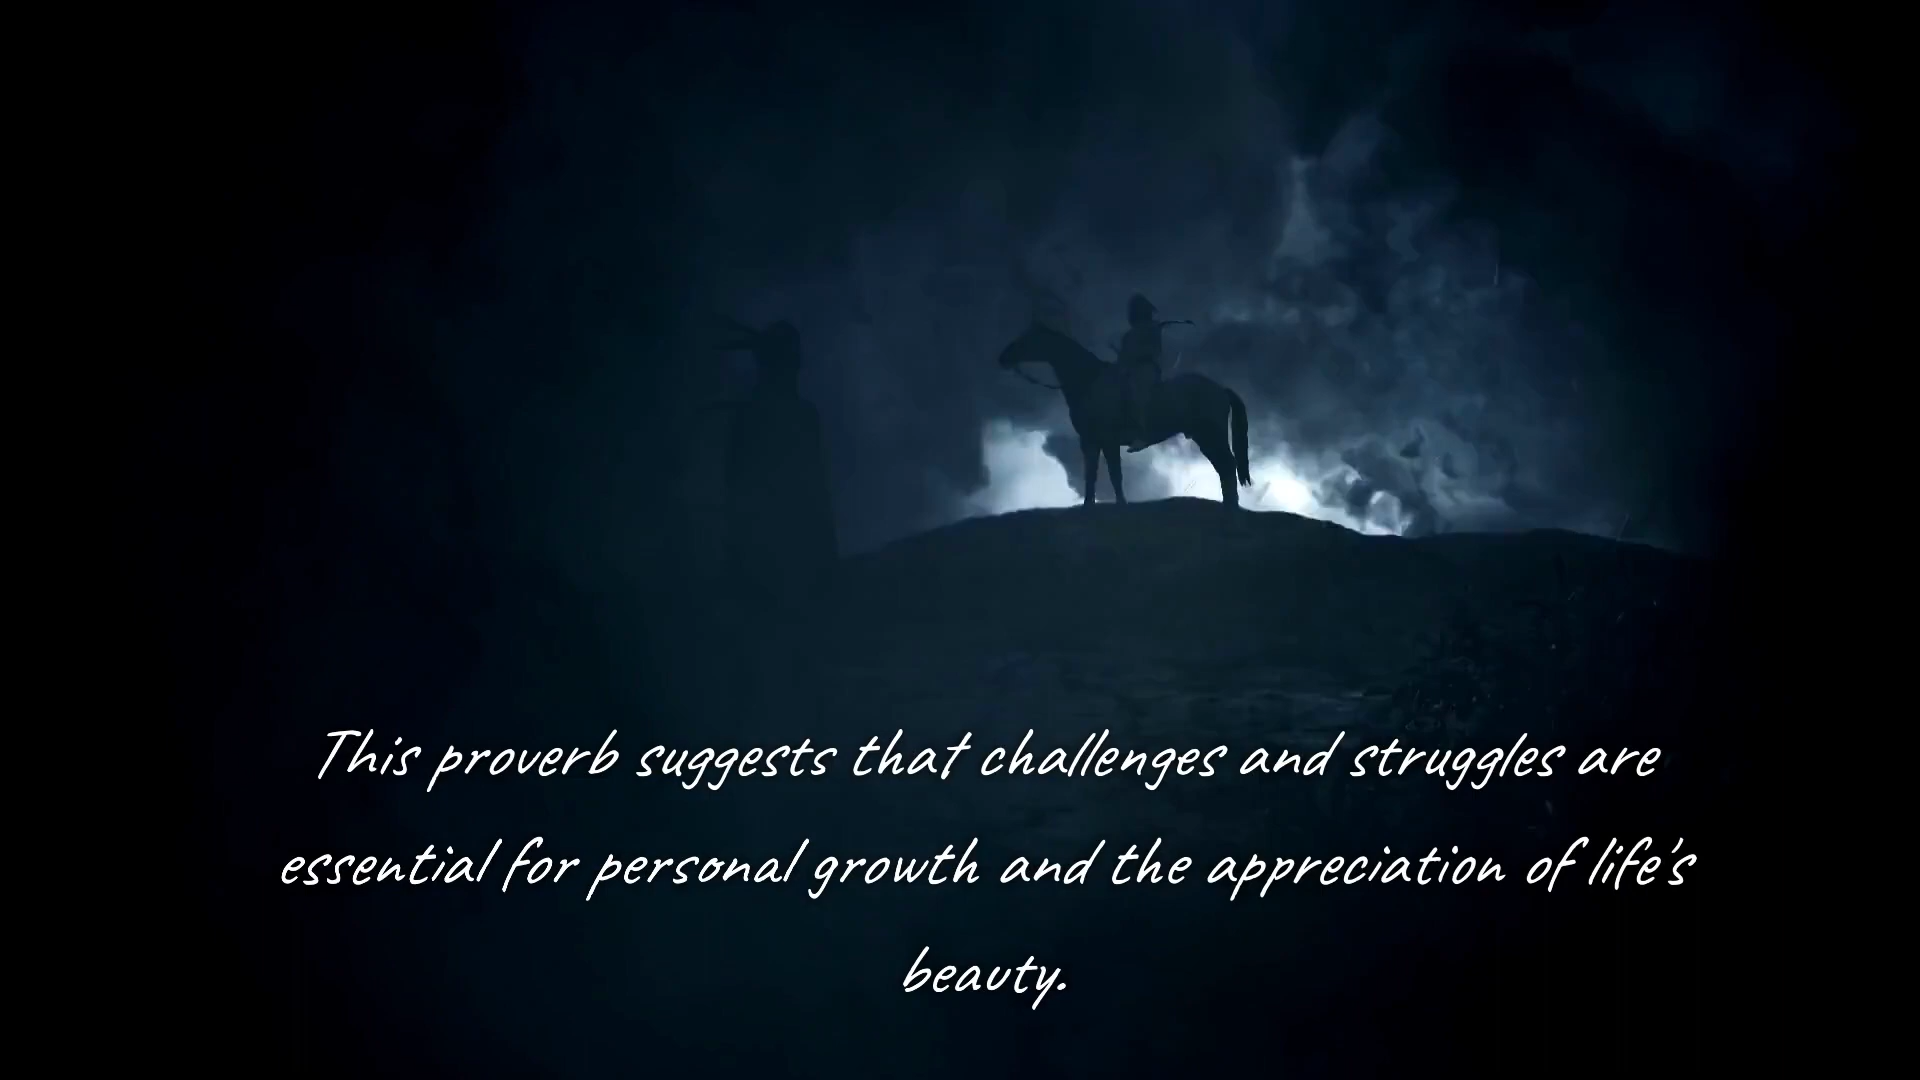 This proverb suggests that challenges and struggles are
essential for personal growth and the appreciation of life's
beauty.